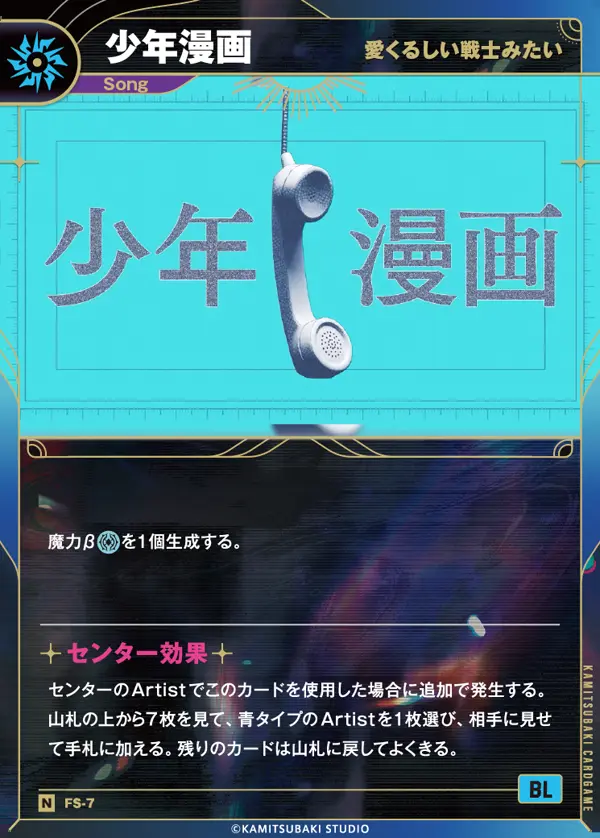 少年漫画
愛くるしい戦士みたい
Song
少年漫画
魔力βを1個生成する。
センター効果
センターのArtistでこのカードを使用した場合に追加で発生する。
山札の上から7枚を見て、青タイプのArtistを1枚選び、相手に見せ
て手札に加える。残りのカードは山札に戻してよくきる。
KAMITSUBAKI CARDGAME
BL
N FS-7
©KAMITSUBAKI STUDIO